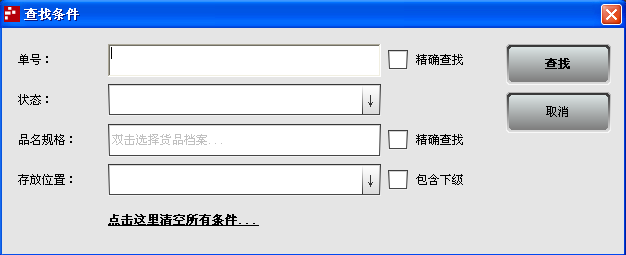 查找条件
单号： 精确查找 查找
状态： 取消
品名规格： 双击选择货品档案... 精确查找
存放位置： 包含下级
点击这里清空所有条件...